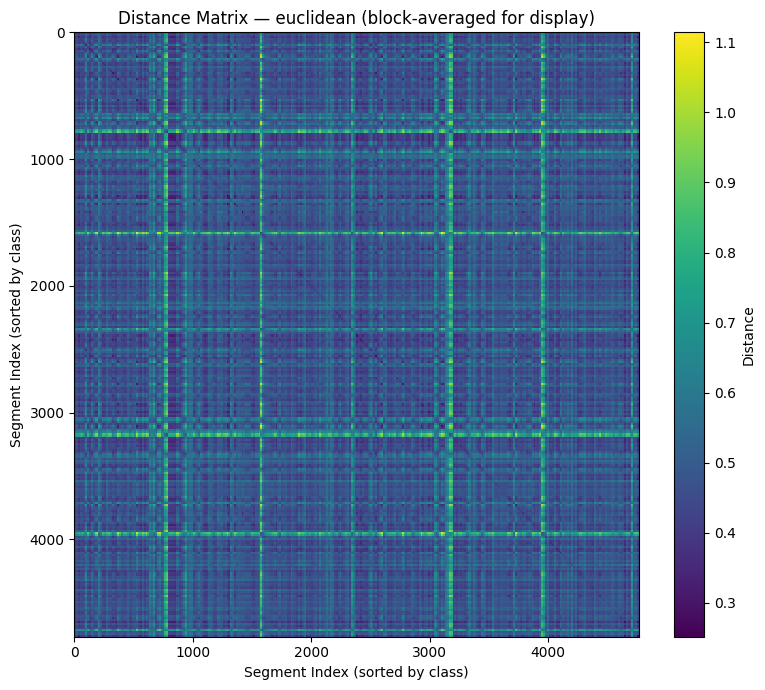 Distance Matrix — euclidean (block-averaged for display)
0
1000
2000
3000
4000
Segment Index (sorted by class)
0 1000 2000 3000 4000
Segment Index (sorted by class)
1.1
1.0
0.9
0.8
0.7
0.6
0.5
0.4
0.3
Distance